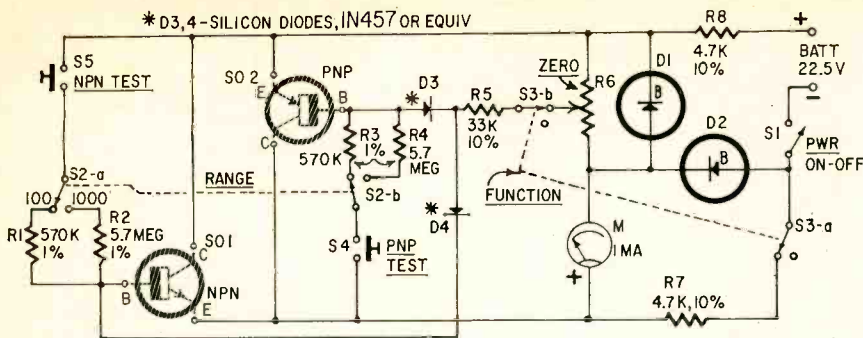 * D3,4-SILICON DIODES, IN457 OR EQUIV
S5
NPN TEST
SO2
PNP
E
B
C
D3
*
R5
33K
10%
S3-b
ZERO
R6
D1
B
R8
4.7K
10%
+
BATT
22.5V
−
D2
B
S1
PWR
ON-OFF
R3
1%
570K
R4
5.7
MEG
S2-a
100
1000
RANGE
S2-b
FUNCTION
*
D4
S3-a
R1
570K
1%
R2
5.7MEG
1%
SO1
C
B
NPN
E
S4
PNP
TEST
M
1MA
+
R7
4.7K, 10%